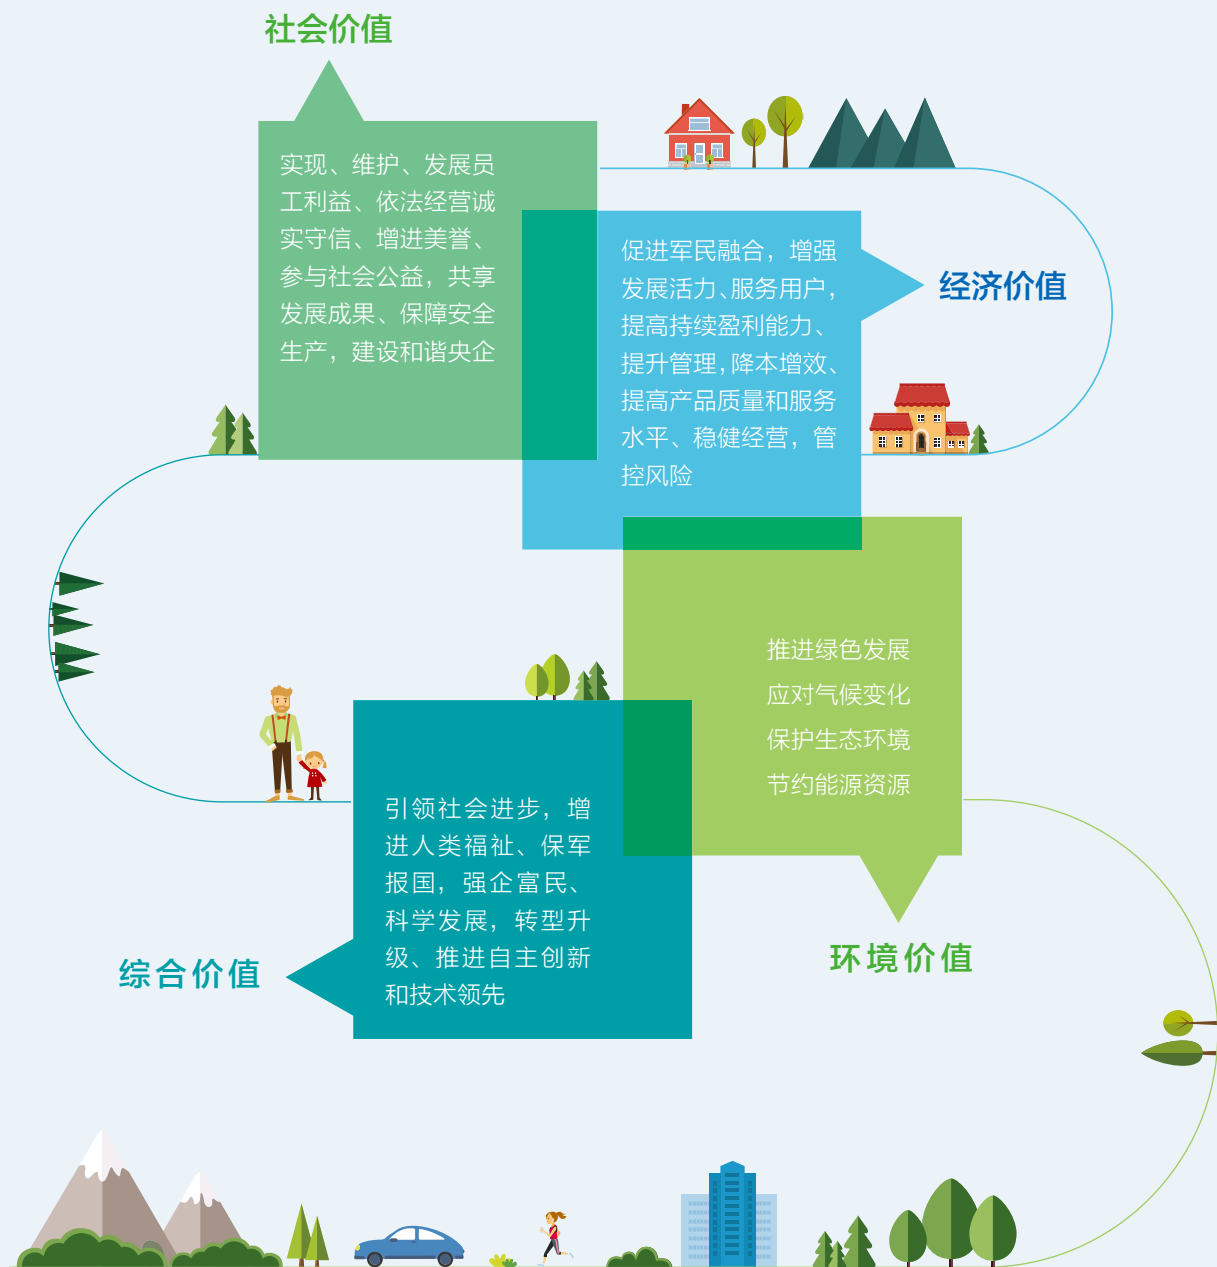 社会价值
实现、维护、发展员
工利益、依法经营诚
实守信、增进美誉、
参与社会公益，共享
发展成果、保障安全
生产，建设和谐央企
促进军民融合，增强
发展活力、服务用户，
提高持续盈利能力、
提升管理，降本增效、
提高产品质量和服务
水平、稳健经营，管
控风险
经济价值
推进绿色发展
应对气候变化
保护生态环境
节约能源资源
环境价值
引领社会进步，增
进人类福祉、保军
报国，强企富民、
科学发展，转型升
级、推进自主创新
和技术领先
综合价值